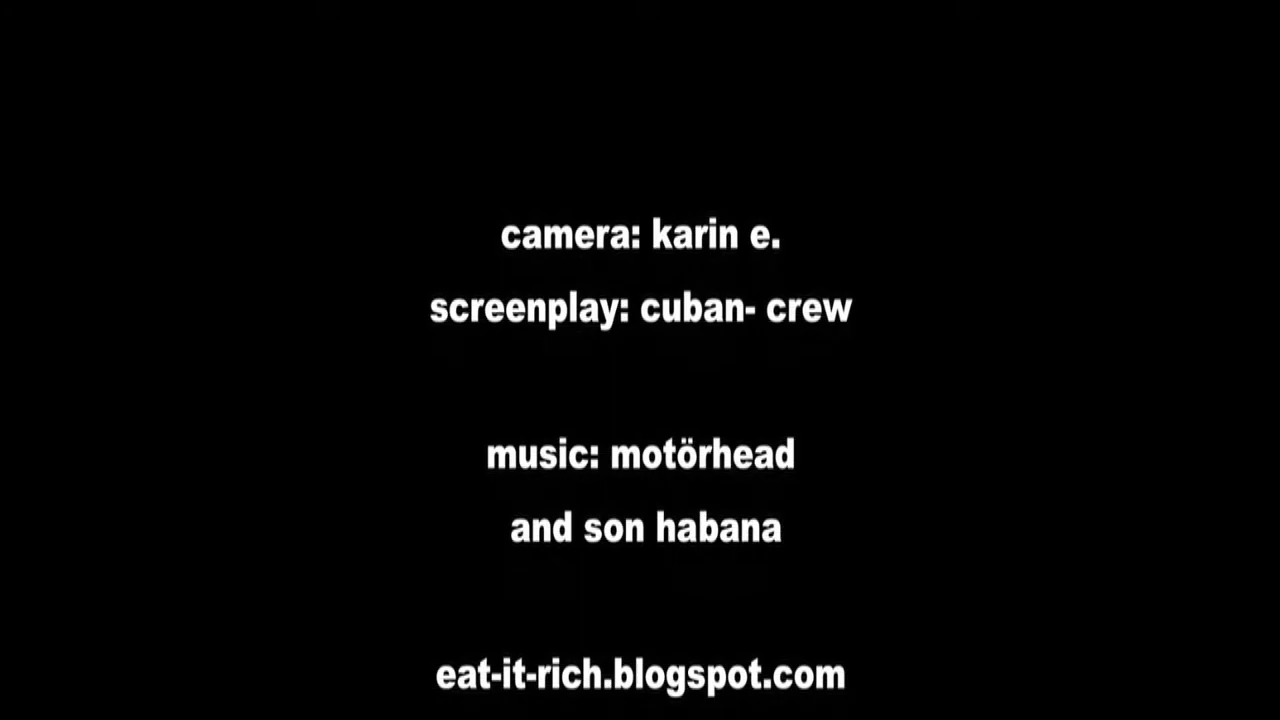 camera: karin e.
screenplay: cuban- crew
music: motörhead
and son habana
eat-it-rich.blogspot.com